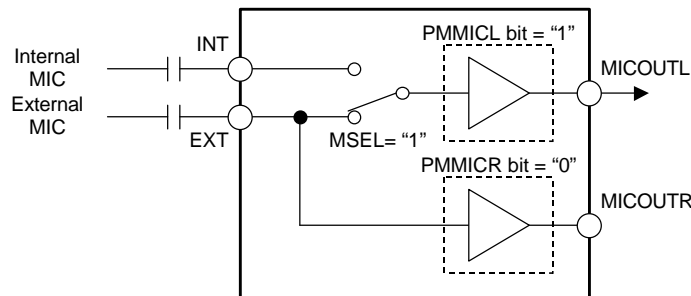 PMMICL bit = “1”
INT
Internal
MIC
MICOUTL
External
MIC
EXT
MSEL= “1”
PMMICR bit = “0”
MICOUTR